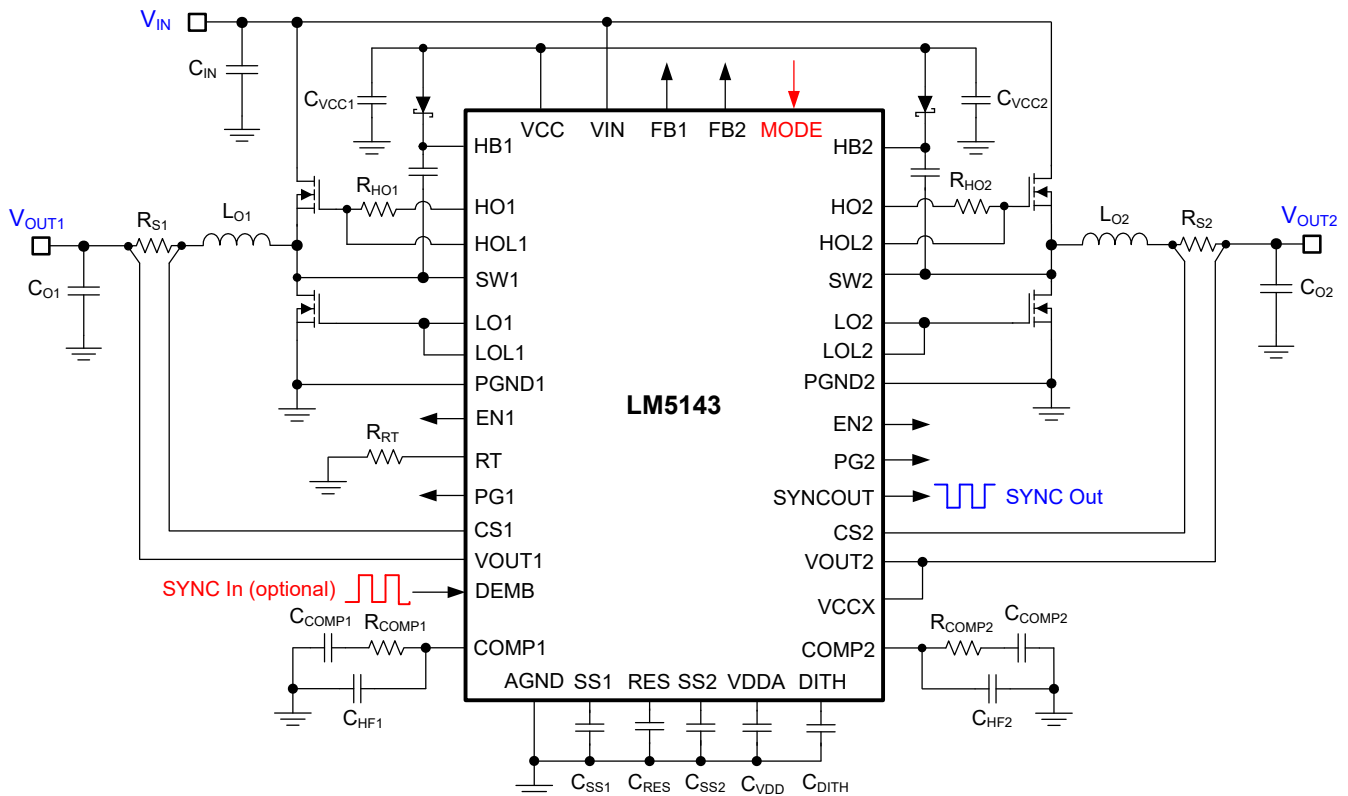 VIN
CIN
CVCC1
CVCC2
VCC VIN FB1 FB2 MODE
HB1
HB2
RHO1
RHO2
HO1
HO2
HOL1
HOL2
VOUT1
RS1
LO1
LO2
RS2
VOUT2
SW1
SW2
CO1
CO2
LO1
LO2
LOL1
LOL2
PGND1
PGND2
LM5143
EN1
EN2
RRT
RT
PG2
PG1
SYNCOUT
SYNC Out
CS1
CS2
VOUT1
VOUT2
SYNC In (optional)
DEMB
VCCX
CCOMP1
RCOMP1
COMP1
COMP2
RCOMP2
CCOMP2
CHF1
CHF2
AGND SS1 RES SS2 VDDA DITH
CSS1 CRES CSS2 CVDD CDITH